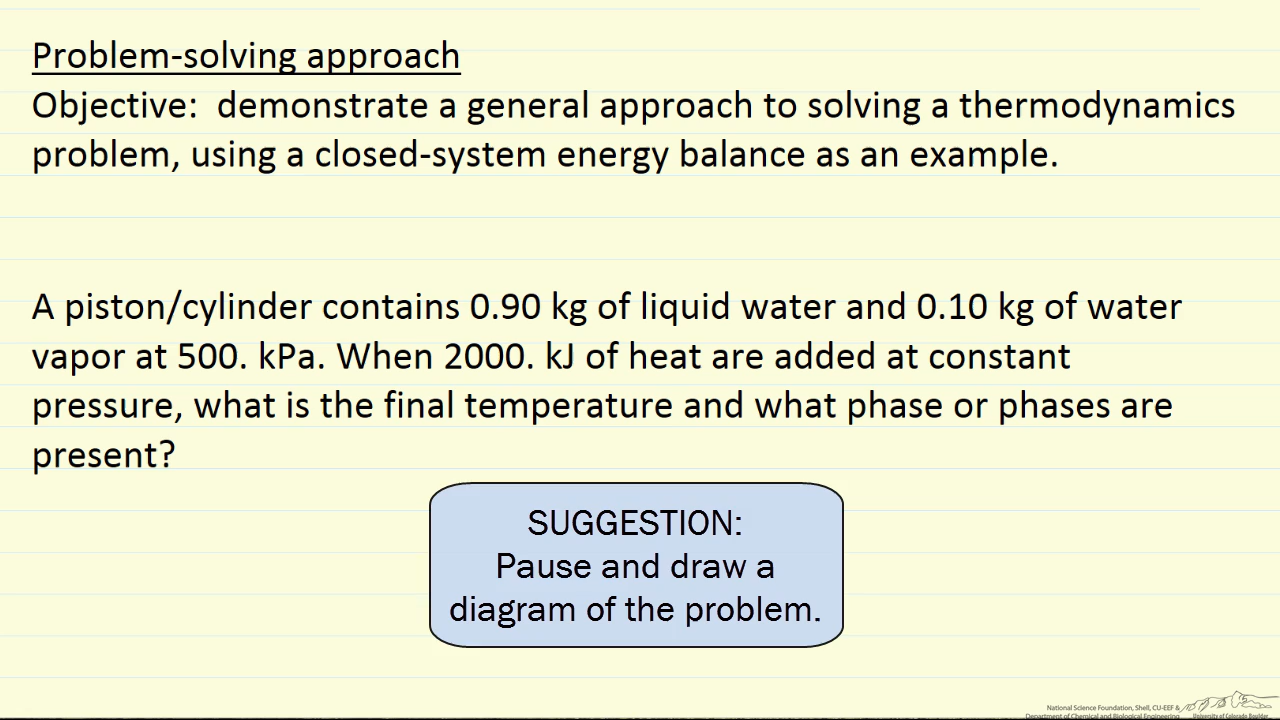 Problem-solving approach
Objective:  demonstrate a general approach to solving a thermodynamics
problem, using a closed-system energy balance as an example.
A piston/cylinder contains 0.90 kg of liquid water and 0.10 kg of water
vapor at 500. kPa. When 2000. kJ of heat are added at constant
pressure, what is the final temperature and what phase or phases are
present?
SUGGESTION:
Pause and draw a
diagram of the problem.
National Science Foundation, Shell, CU-EEF &
Department of Chemical and Biological Engineering
University of Colorado Boulder